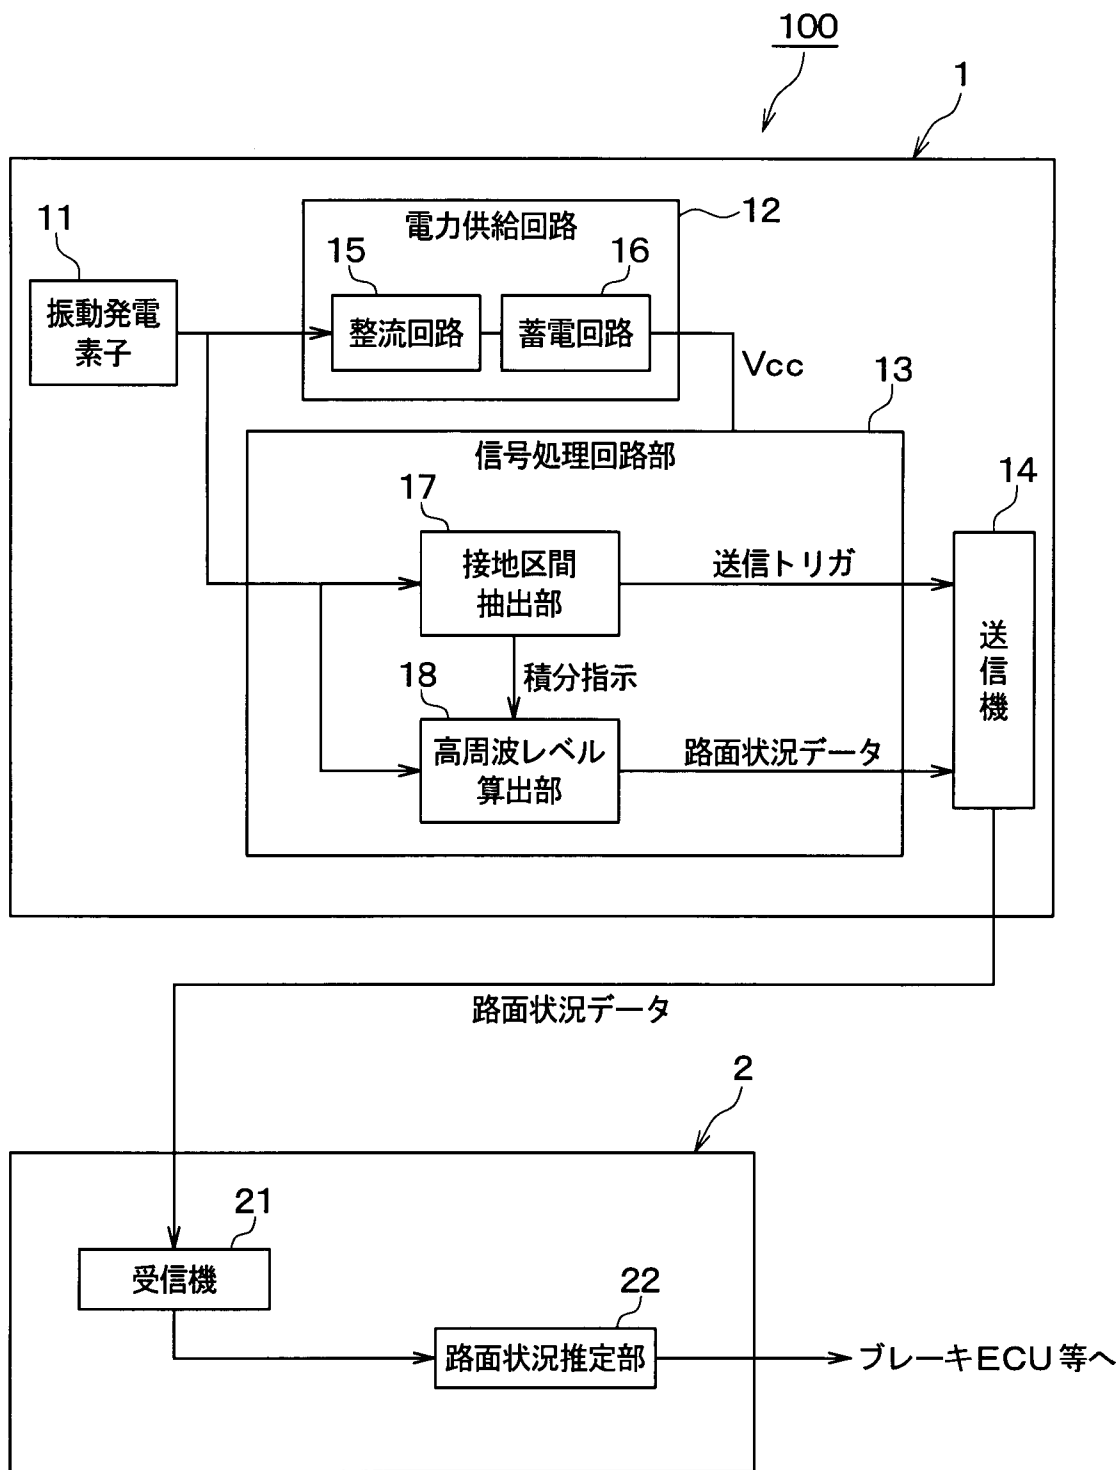 100
1
11
振動発電
素子
12
電力供給回路
15
整流回路
16
蓄電回路
Vcc
13
信号処理回路部
17
接地区間
抽出部
送信トリガ
14
送信機
積分指示
18
高周波レベル
算出部
路面状況データ
路面状況データ
2
21
受信機
22
路面状況推定部
ブレーキECU等へ